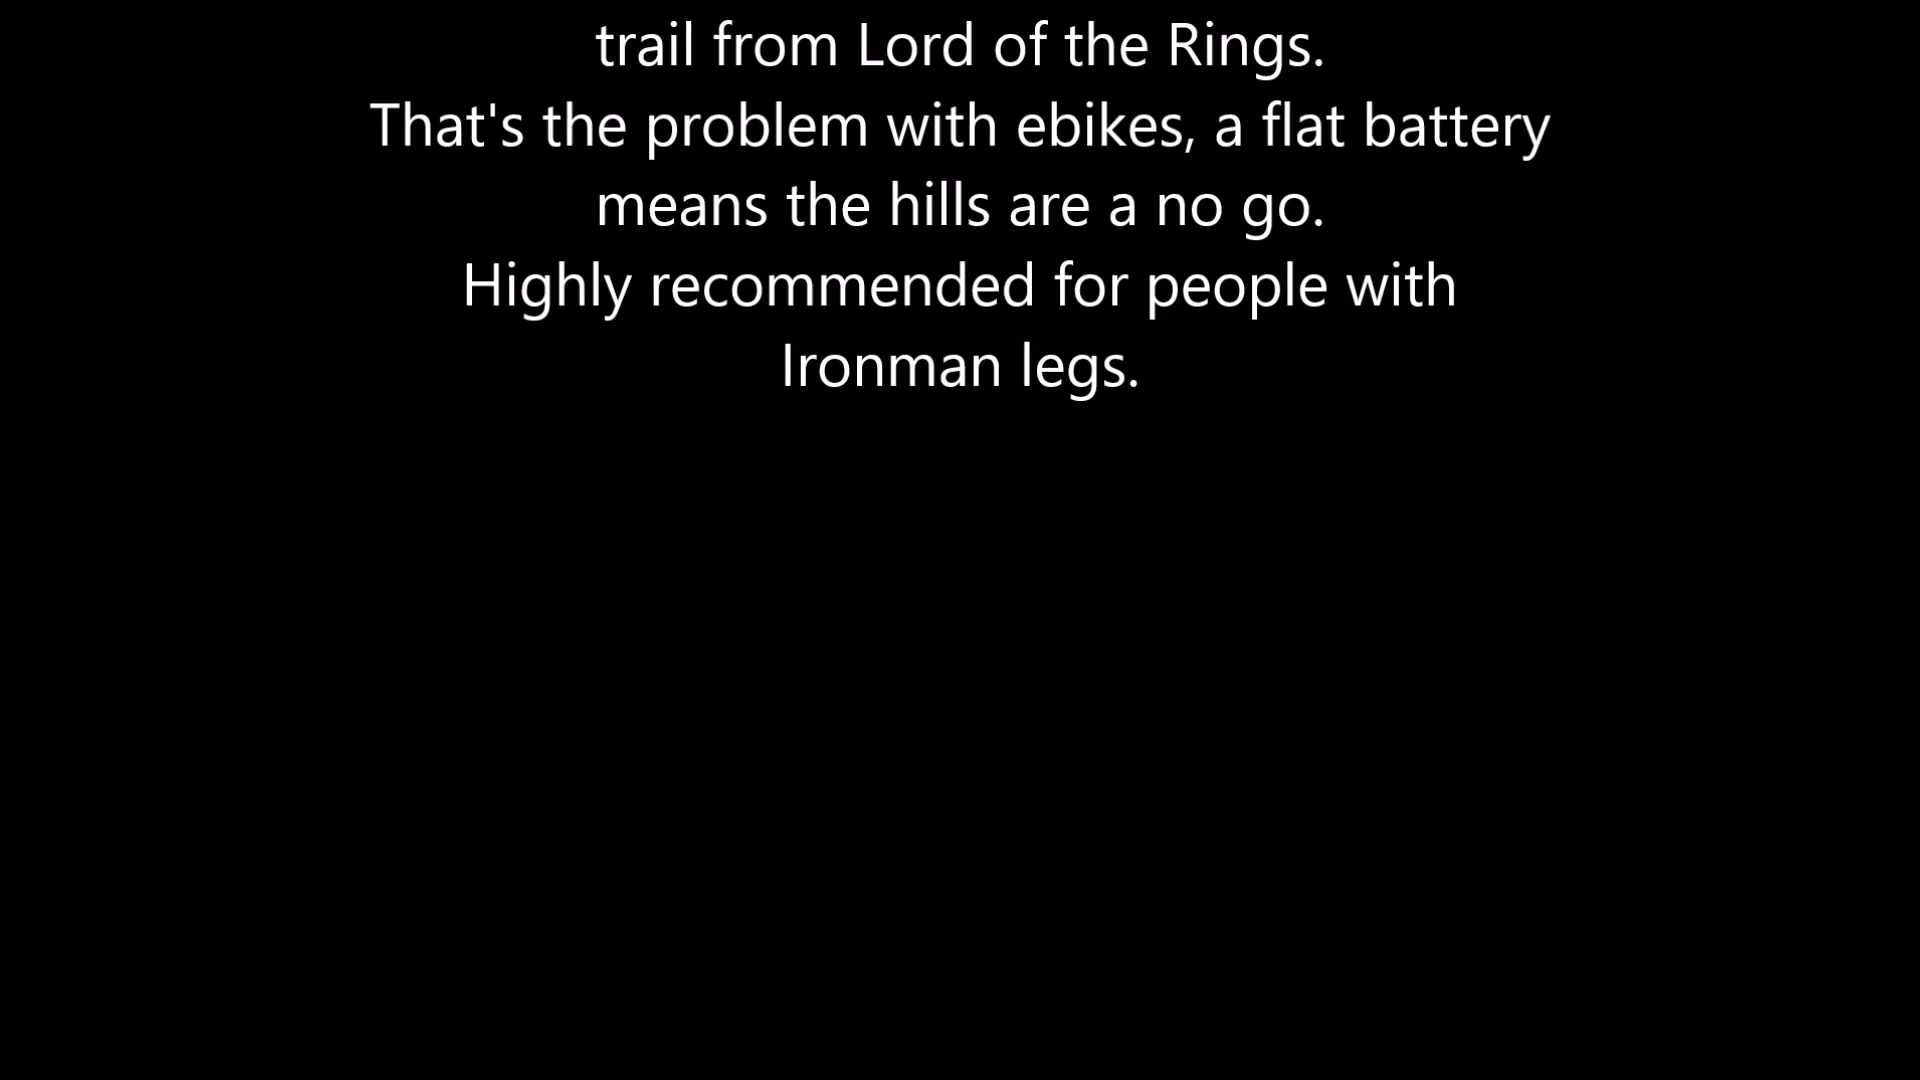 trail from Lord of the Rings.
That's the problem with ebikes, a flat battery
means the hills are a no go.
Highly recommended for people with
Ironman legs.